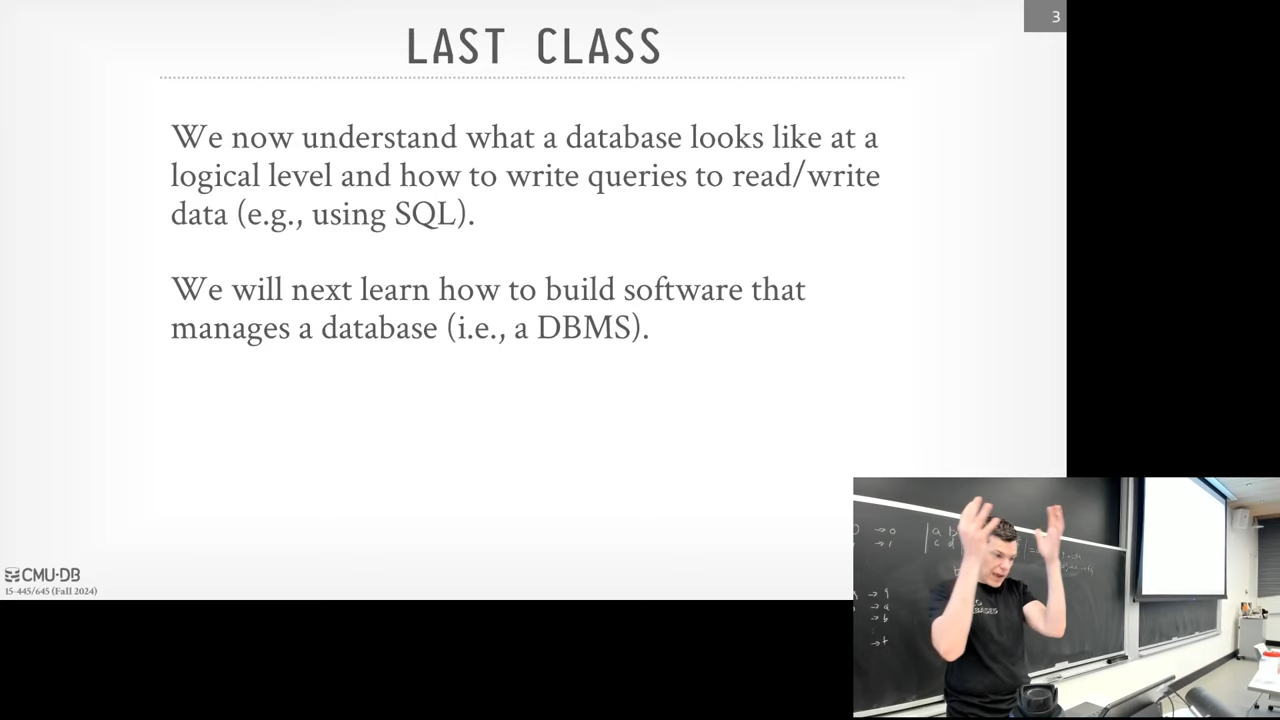 3
LAST CLASS
We now understand what a database looks like at a
logical level and how to write queries to read/write
data (e.g., using SQL).
We will next learn how to build software that
manages a database (i.e., a DBMS).
CMU·DB
15-445/645 (Fall 2024)